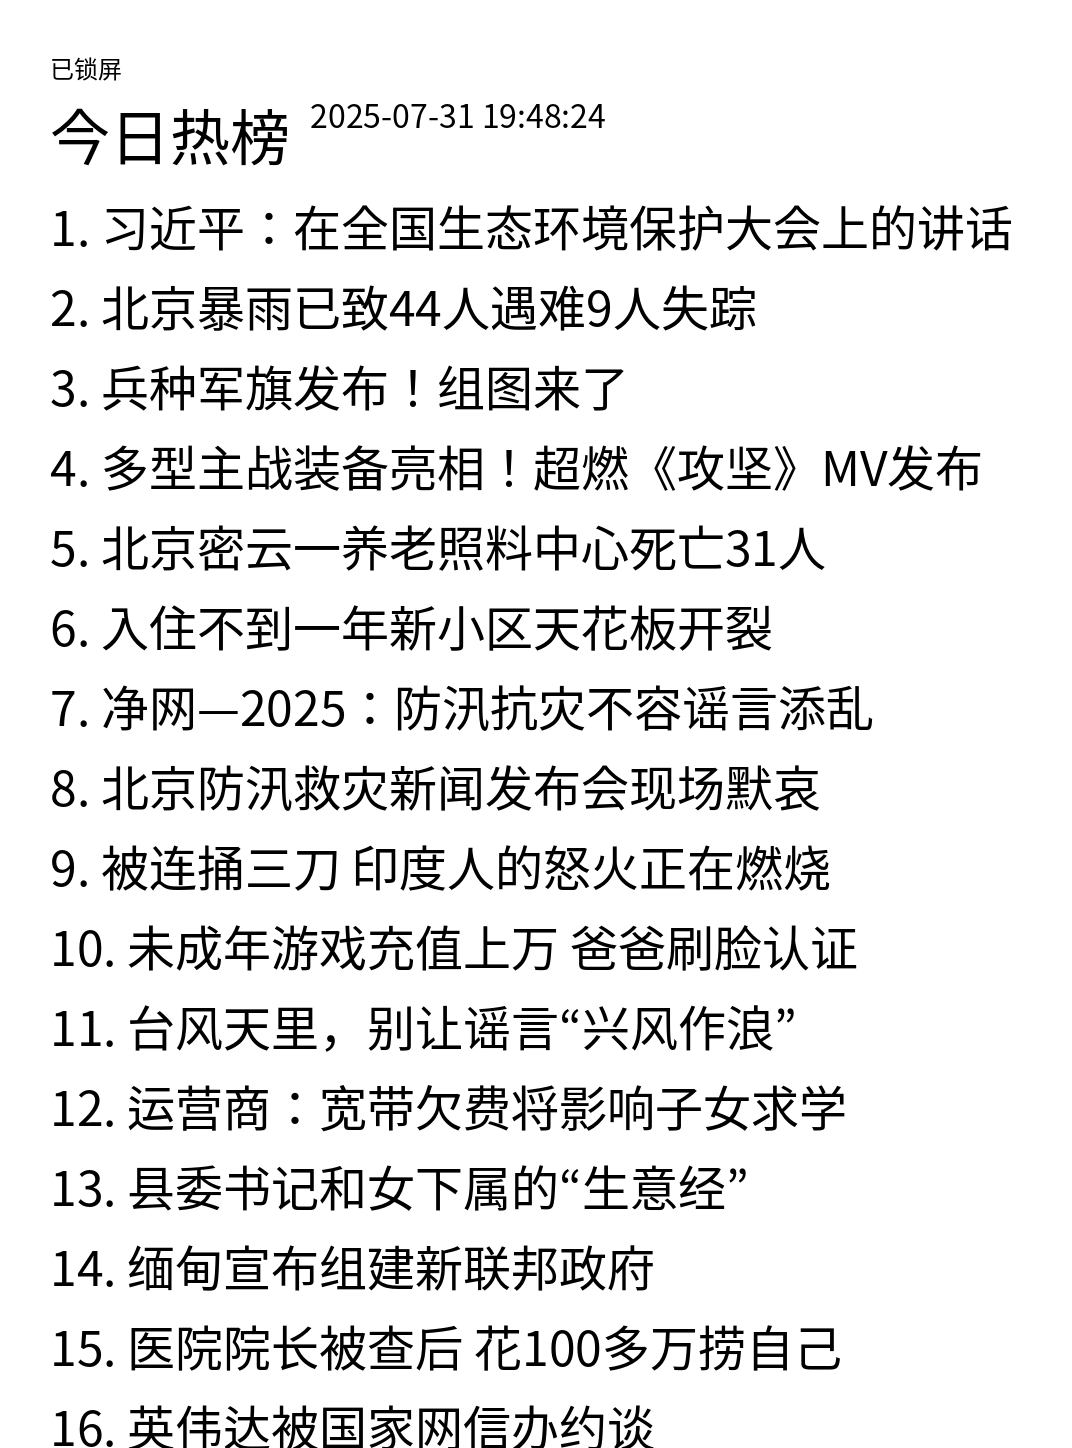 已锁屏
今日热榜 2025-07-31 19:48:24
1. 习近平：在全国生态环境保护大会上的讲话
2. 北京暴雨已致44人遇难9人失踪
3. 兵种军旗发布！组图来了
4. 多型主战装备亮相！超燃《攻坚》MV发布
5. 北京密云一养老照料中心死亡31人
6. 入住不到一年新小区天花板开裂
7. 净网—2025：防汛抗灾不容谣言添乱
8. 北京防汛救灾新闻发布会现场默哀
9. 被连捅三刀 印度人的怒火正在燃烧
10. 未成年游戏充值上万 爸爸刷脸认证
11. 台风天里，别让谣言“兴风作浪”
12. 运营商：宽带欠费将影响子女求学
13. 县委书记和女下属的“生意经”
14. 缅甸宣布组建新联邦政府
15. 医院院长被查后 花100多万捞自己
16. 英伟达被国家网信办约谈